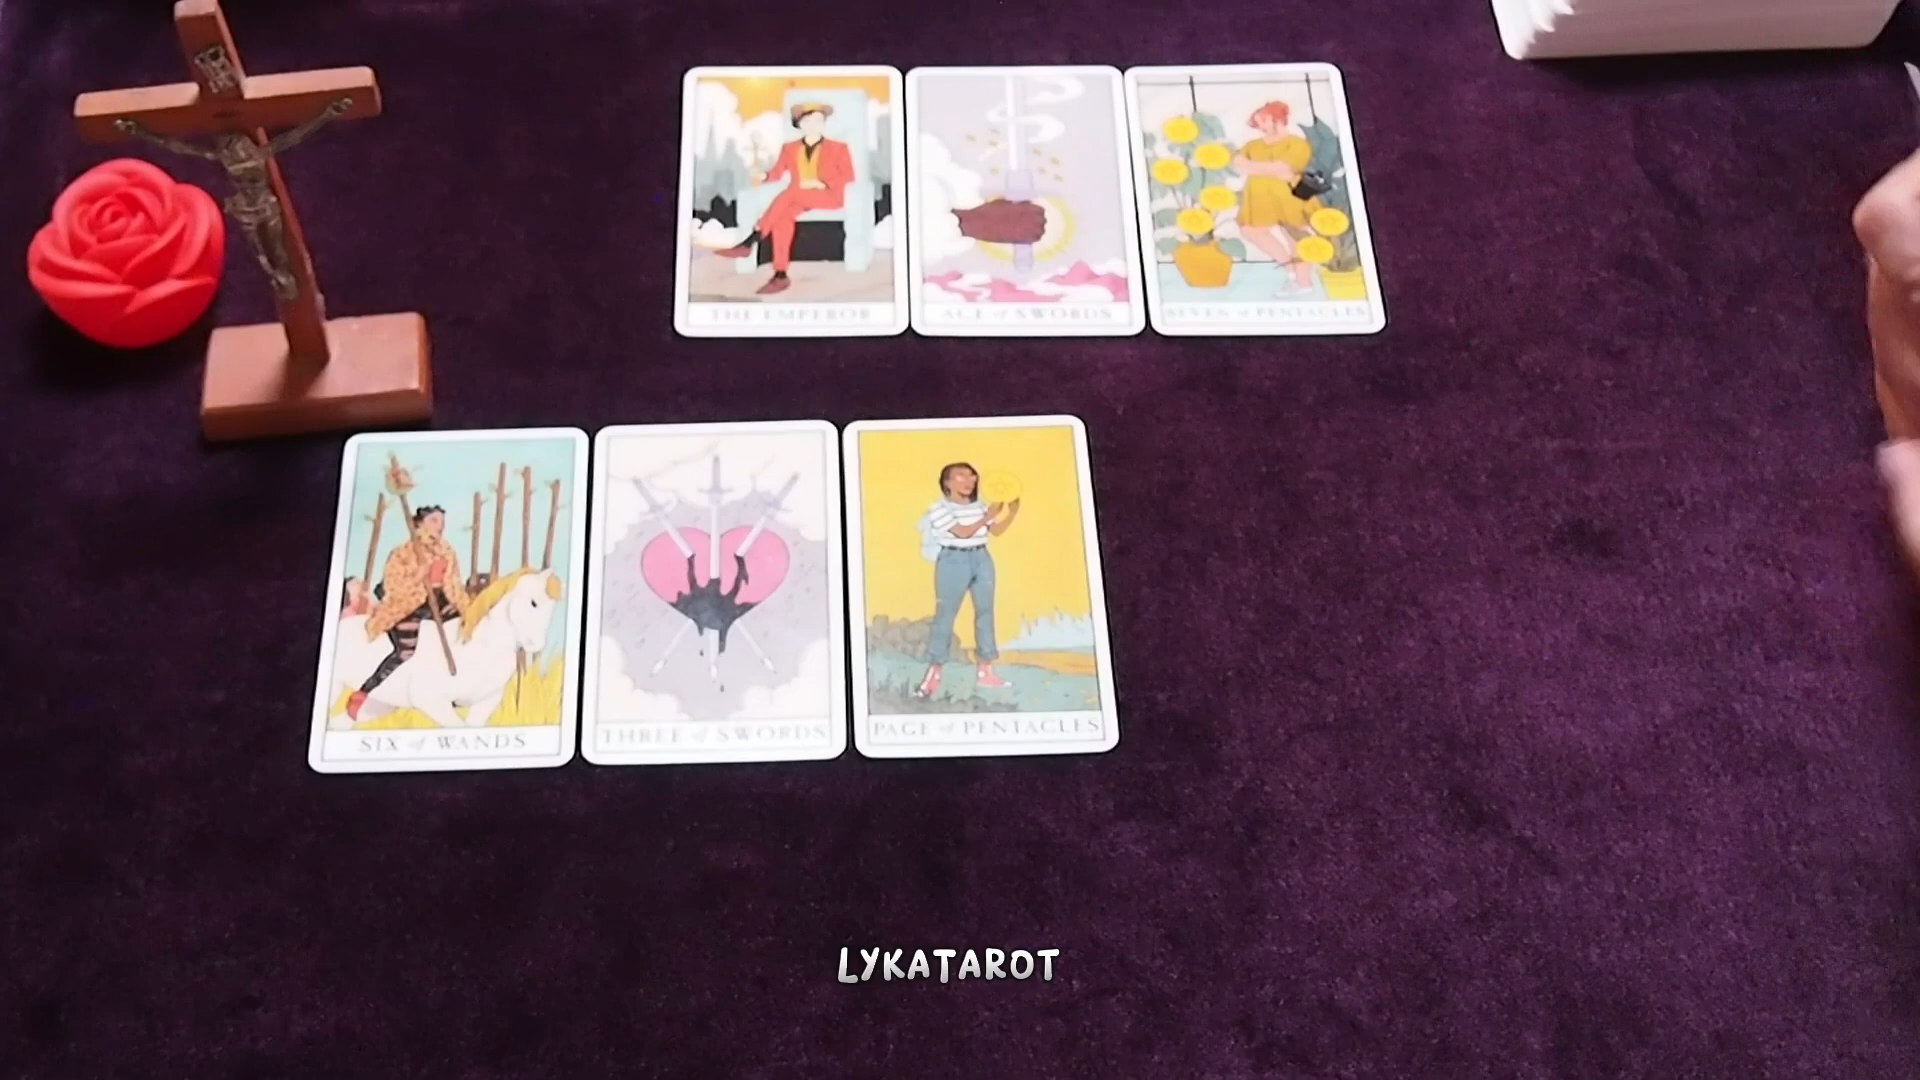 THE EMPEROR
ACE of SWORDS
SEVEN of PENTACLES
SIX of WANDS
THREE of SWORDS
PAGE of PENTACLES
LYKATAROT